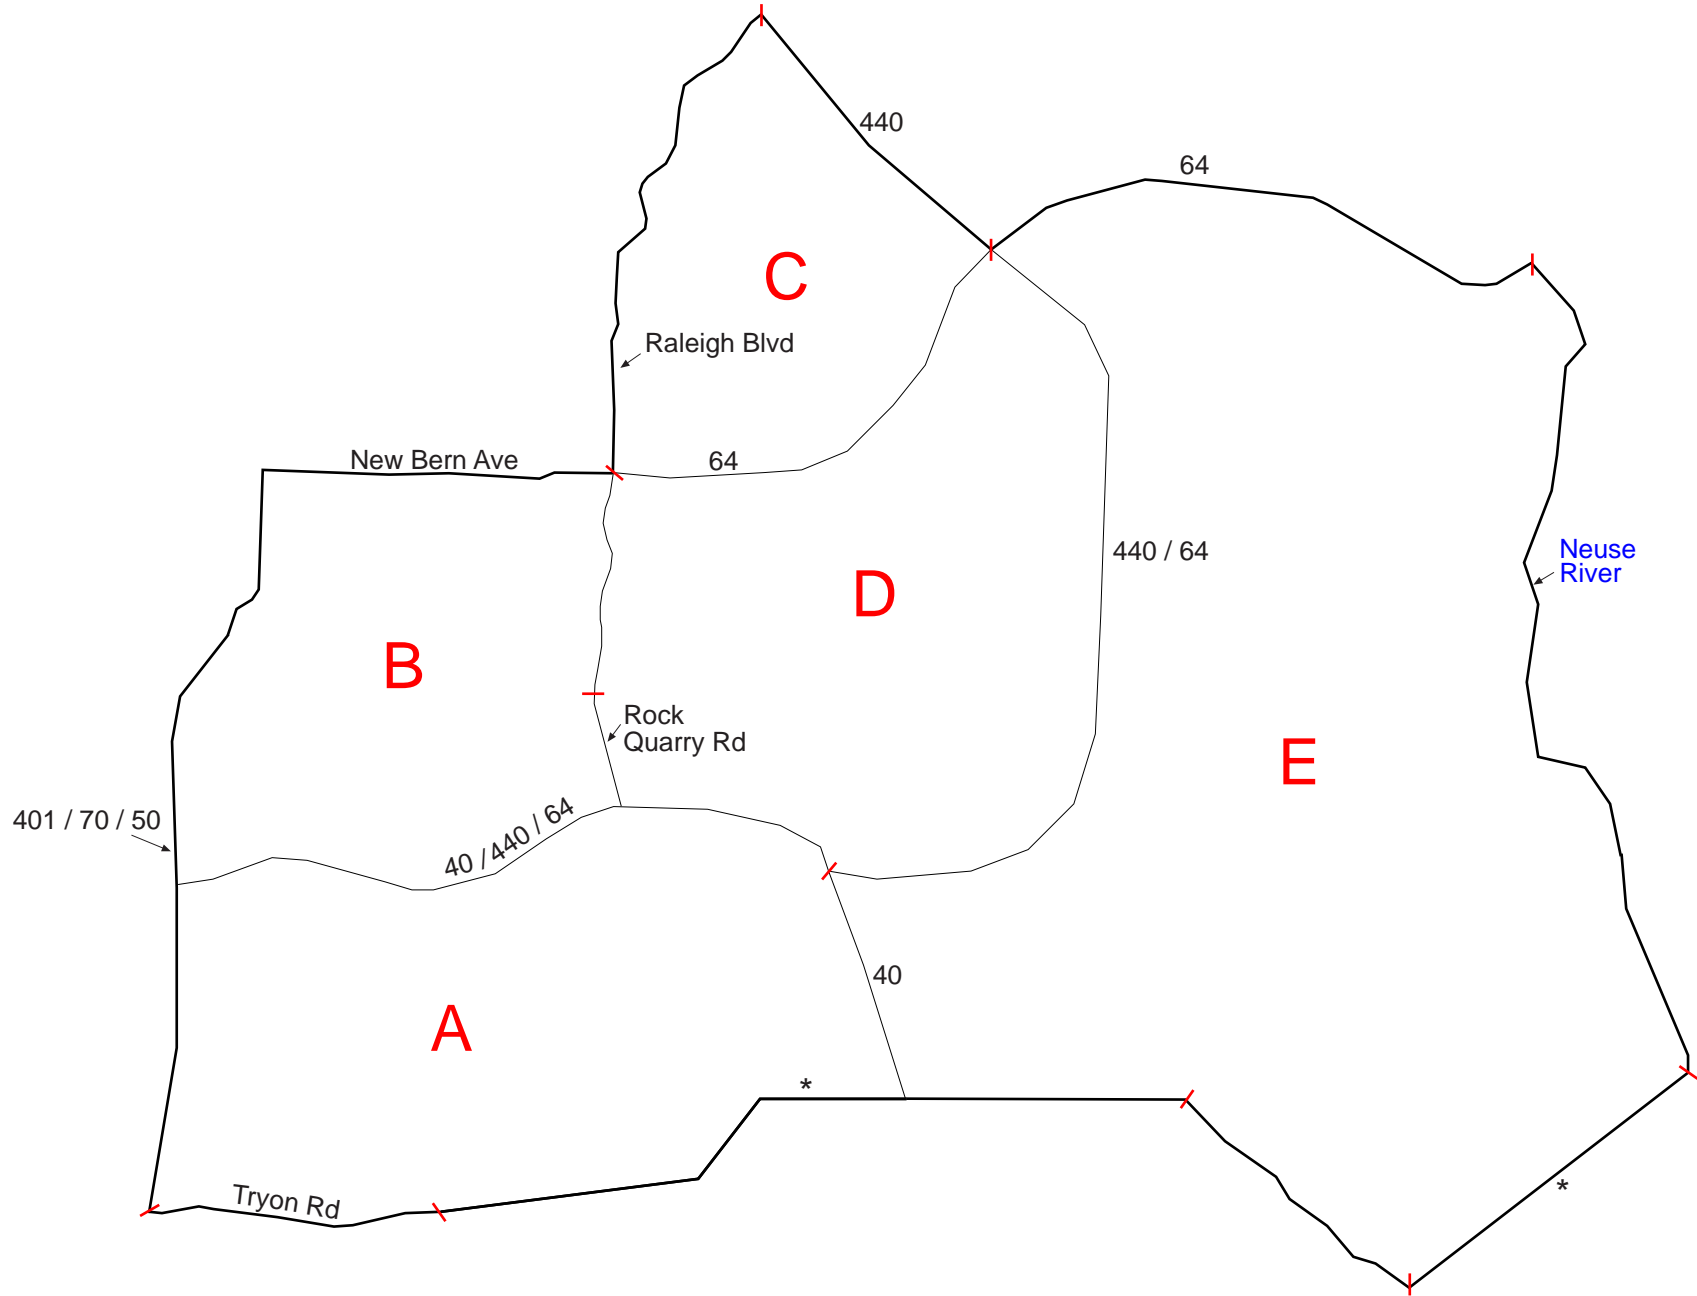 440
64
C
Raleigh Blvd
New Bern Ave
64
440 / 64
Neuse
River
D
B
Rock
Quarry Rd
E
401 / 70 / 50
40 / 440 / 64
40
A
*
Tryon Rd
*